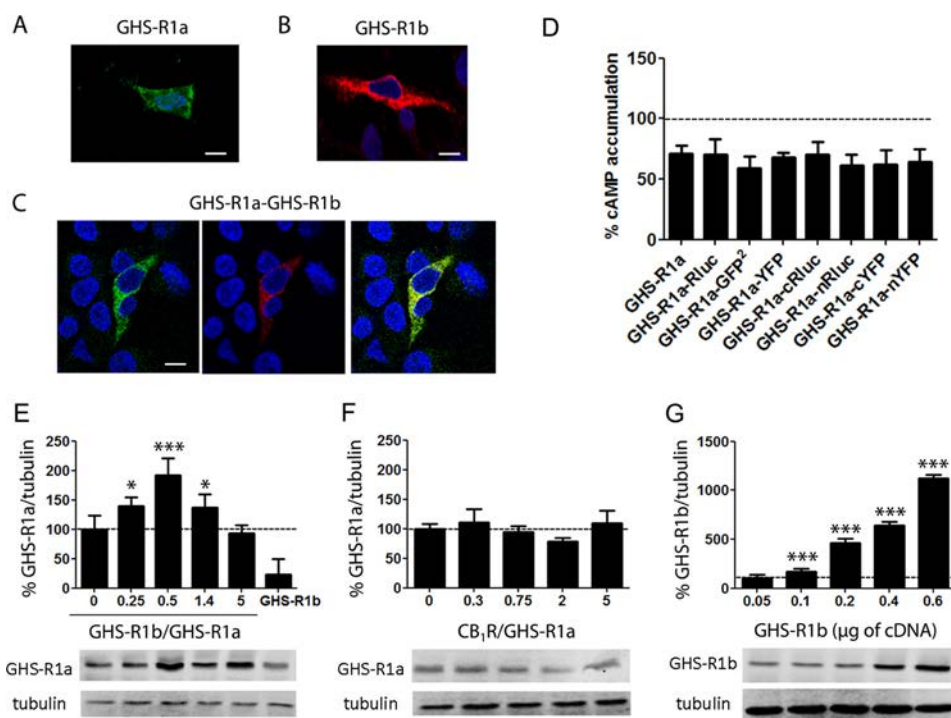 A
GHS-R1a
B
GHS-R1b
C
GHS-R1a-GHS-R1b
D
% cAMP accumulation
150
100
50
0
GHS-R1a
GHS-R1a-Rluc
GHS-R1a-GFP²
GHS-R1a-YFP
GHS-R1a-cRluc
GHS-R1a-nRluc
GHS-R1a-cYFP
GHS-R1a-nYFP
E
% GHS-R1a/tubulin
250
200
150
100
50
0
* *** *
0 0.25 0.5 1.4 5 GHS-R1b
GHS-R1b/GHS-R1a
GHS-R1a
tubulin
F
% GHS-R1a/tubulin
250
200
150
100
50
0
0 0.3 0.75 2 5
CB₁R/GHS-R1a
GHS-R1a
tubulin
G
% GHS-R1b/tubulin
1500
1000
500
0
*** *** *** ***
0.05 0.1 0.2 0.4 0.6
GHS-R1b (µg of cDNA)
GHS-R1b
tubulin